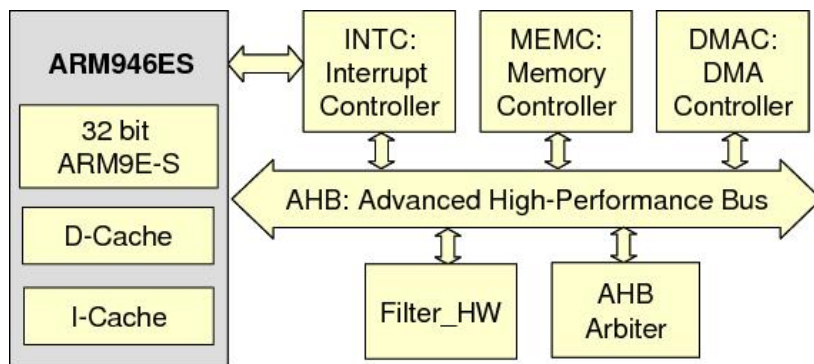 ARM946ES
32 bit
ARM9E-S
D-Cache
I-Cache
INTC:
Interrupt
Controller
MEMC:
Memory
Controller
DMAC:
DMA
Controller
AHB: Advanced High-Performance Bus
Filter_HW
AHB
Arbiter